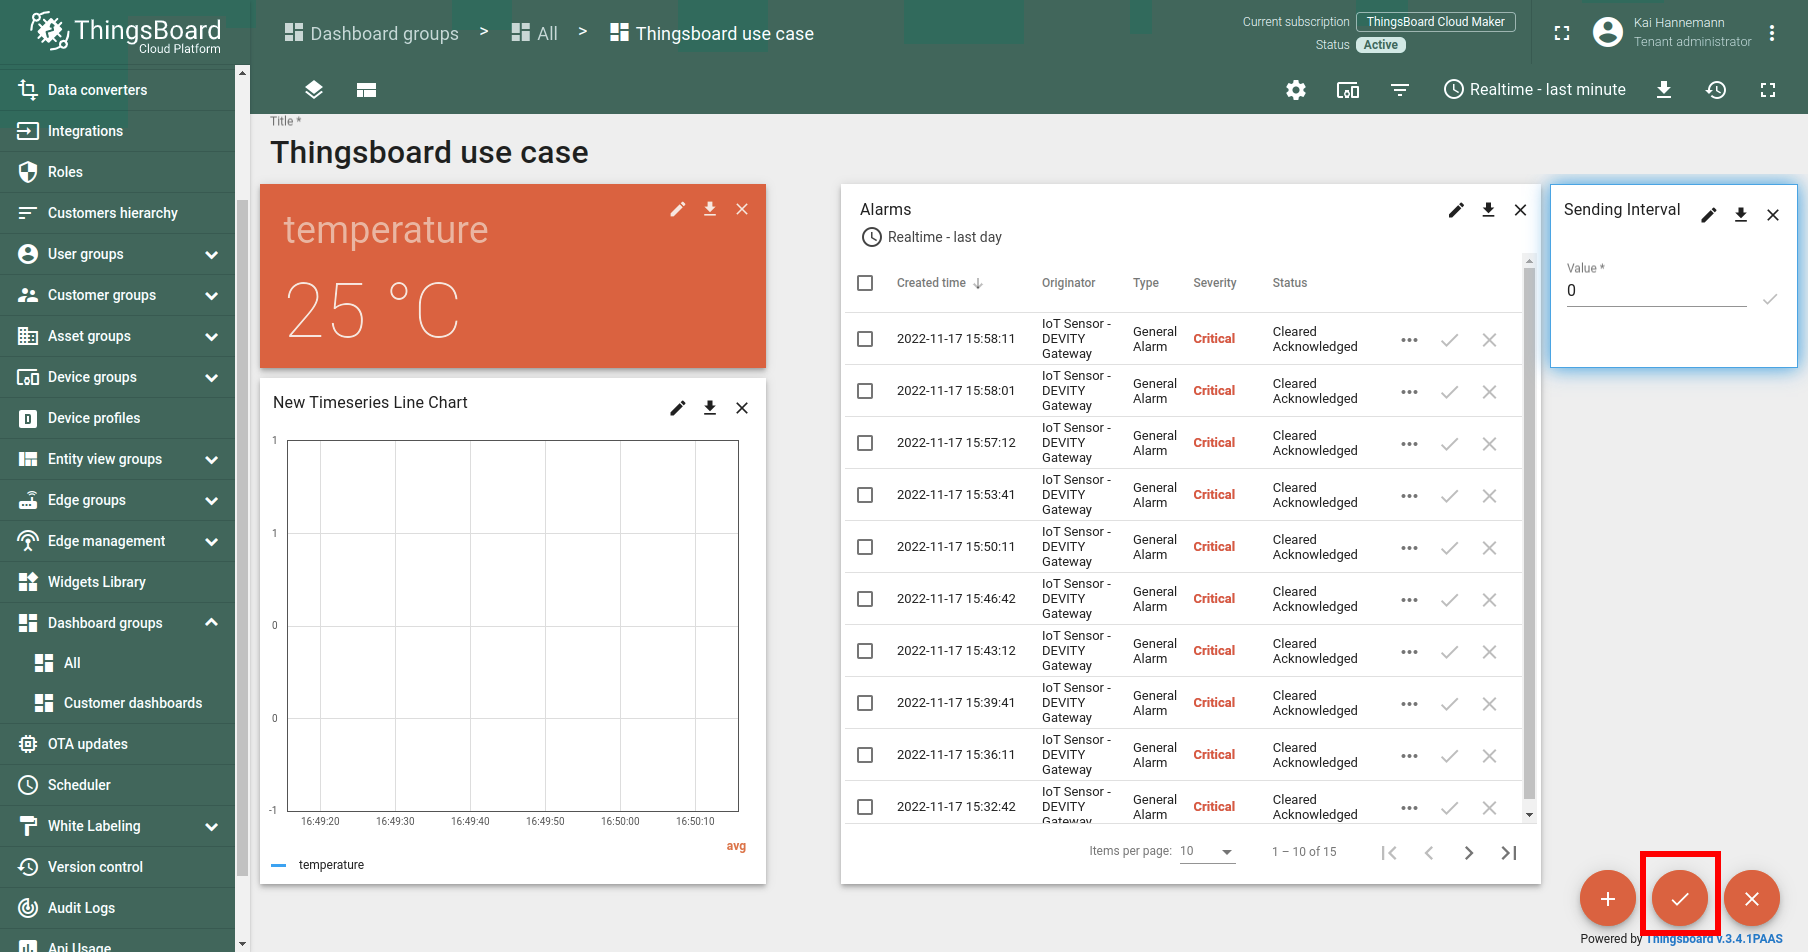 ThingsBoard
Cloud Platform
Dashboard groups > All > Thingsboard use case
Current subscription ThingsBoard Cloud Maker
Status Active
Kai Hannemann
Tenant administrator
Realtime - last minute
Data converters
Integrations
Roles
Customers hierarchy
User groups
Customer groups
Asset groups
Device groups
Device profiles
Entity view groups
Edge groups
Edge management
Widgets Library
Dashboard groups
All
Customer dashboards
OTA updates
Scheduler
White Labeling
Version control
Audit Logs
Api Usage
Title *
Thingsboard use case
temperature
25 °C
New Timeseries Line Chart
1
1
0
0
-1
16:49:20 16:49:30 16:49:40 16:49:50 16:50:00 16:50:10
avg
temperature
Alarms
Realtime - last day
Created time Originator Type Severity Status
2022-11-17 15:58:11 IoT Sensor - DEVITY Gateway General Alarm Critical Cleared Acknowledged
2022-11-17 15:58:01 IoT Sensor - DEVITY Gateway General Alarm Critical Cleared Acknowledged
2022-11-17 15:57:12 IoT Sensor - DEVITY Gateway General Alarm Critical Cleared Acknowledged
2022-11-17 15:53:41 IoT Sensor - DEVITY Gateway General Alarm Critical Cleared Acknowledged
2022-11-17 15:50:11 IoT Sensor - DEVITY Gateway General Alarm Critical Cleared Acknowledged
2022-11-17 15:46:42 IoT Sensor - DEVITY Gateway General Alarm Critical Cleared Acknowledged
2022-11-17 15:43:12 IoT Sensor - DEVITY Gateway General Alarm Critical Cleared Acknowledged
2022-11-17 15:39:41 IoT Sensor - DEVITY Gateway General Alarm Critical Cleared Acknowledged
2022-11-17 15:36:11 IoT Sensor - DEVITY Gateway General Alarm Critical Cleared Acknowledged
2022-11-17 15:32:42 IoT Sensor - DEVITY Gateway General Alarm Critical Cleared Acknowledged
Items per page: 10 1 – 10 of 15
Sending Interval
Value *
0
Powered by Thingsboard v.3.4.1PAAS